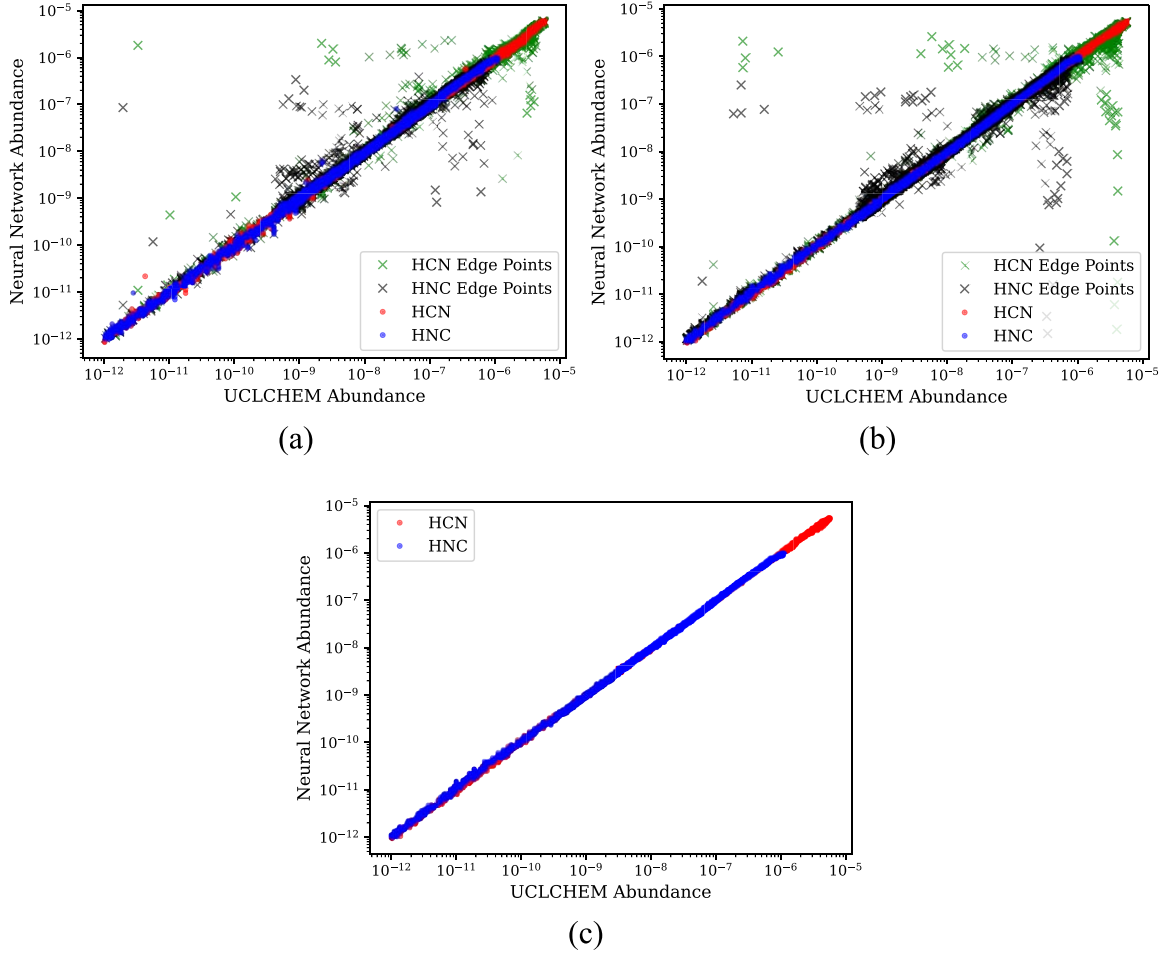 10⁻⁵
10⁻⁶
10⁻⁷
10⁻⁸
10⁻⁹
10⁻¹⁰
10⁻¹¹
10⁻¹²
Neural Network Abundance
HCN Edge Points
HNC Edge Points
HCN
HNC
10⁻¹² 10⁻¹¹ 10⁻¹⁰ 10⁻⁹ 10⁻⁸ 10⁻⁷ 10⁻⁶ 10⁻⁵
UCLCHEM Abundance
(a)
10⁻⁵
10⁻⁶
10⁻⁷
10⁻⁸
10⁻⁹
10⁻¹⁰
10⁻¹¹
10⁻¹²
Neural Network Abundance
HCN Edge Points
HNC Edge Points
HCN
HNC
10⁻¹² 10⁻¹¹ 10⁻¹⁰ 10⁻⁹ 10⁻⁸ 10⁻⁷ 10⁻⁶ 10⁻⁵
UCLCHEM Abundance
(b)
10⁻⁵
10⁻⁶
10⁻⁷
10⁻⁸
10⁻⁹
10⁻¹⁰
10⁻¹¹
10⁻¹²
Neural Network Abundance
HCN
HNC
10⁻¹² 10⁻¹¹ 10⁻¹⁰ 10⁻⁹ 10⁻⁸ 10⁻⁷ 10⁻⁶ 10⁻⁵
UCLCHEM Abundance
(c)